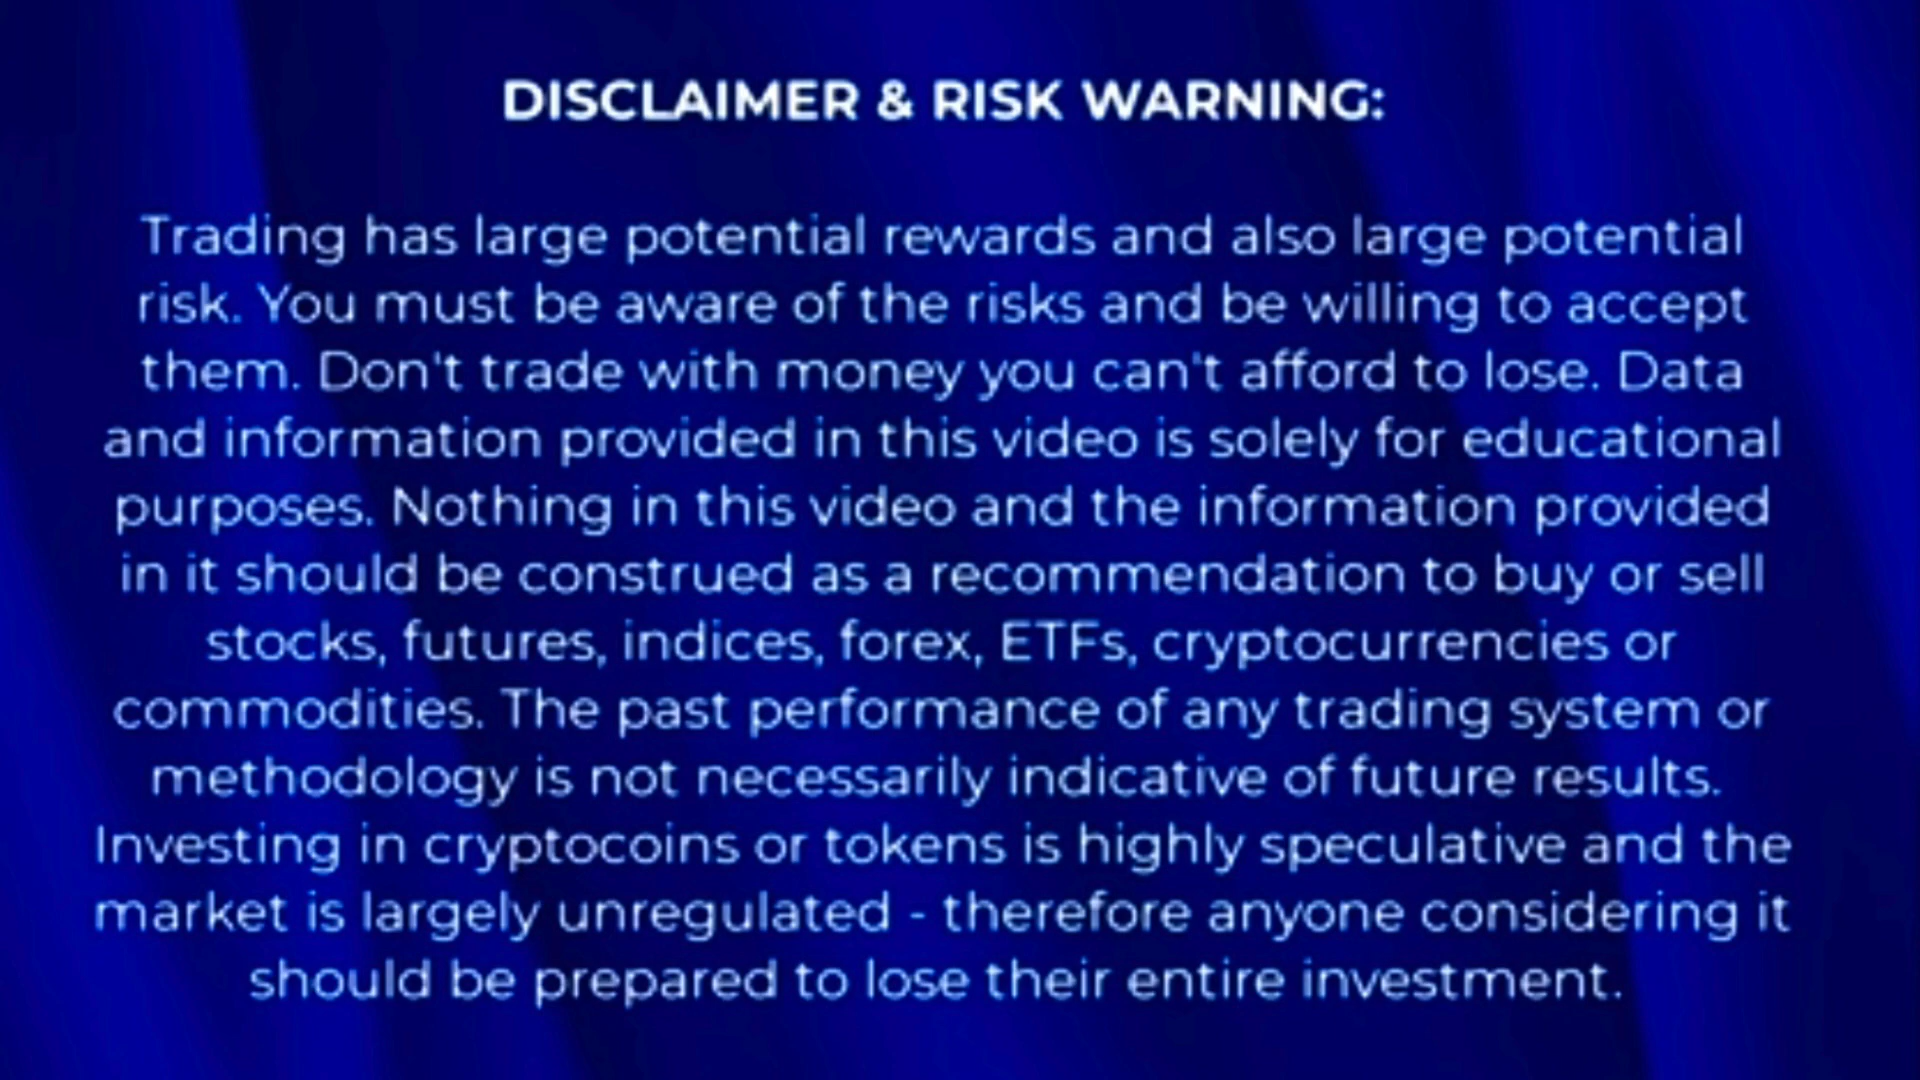 DISCLAIMER & RISK WARNING:
Trading has large potential rewards and also large potential
risk. You must be aware of the risks and be willing to accept
them. Don't trade with money you can't afford to lose. Data
and information provided in this video is solely for educational
purposes. Nothing in this video and the information provided
in it should be construed as a recommendation to buy or sell
stocks, futures, indices, forex, ETFs, cryptocurrencies or
commodities. The past performance of any trading system or
methodology is not necessarily indicative of future results.
Investing in cryptocoins or tokens is highly speculative and the
market is largely unregulated - therefore anyone considering it
should be prepared to lose their entire investment.